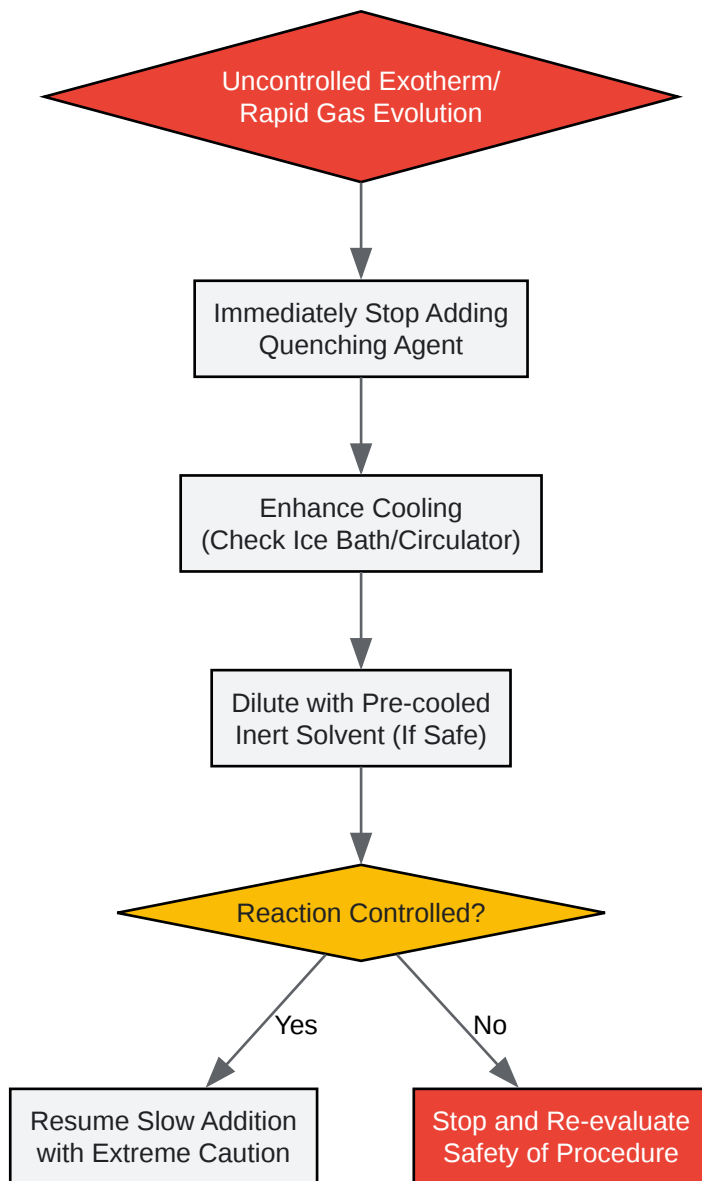 Uncontrolled Exotherm/
Rapid Gas Evolution
Immediately Stop Adding
Quenching Agent
Enhance Cooling
(Check Ice Bath/Circulator)
Dilute with Pre-cooled
Inert Solvent (If Safe)
Reaction Controlled?
Yes
No
Resume Slow Addition
with Extreme Caution
Stop and Re-evaluate
Safety of Procedure